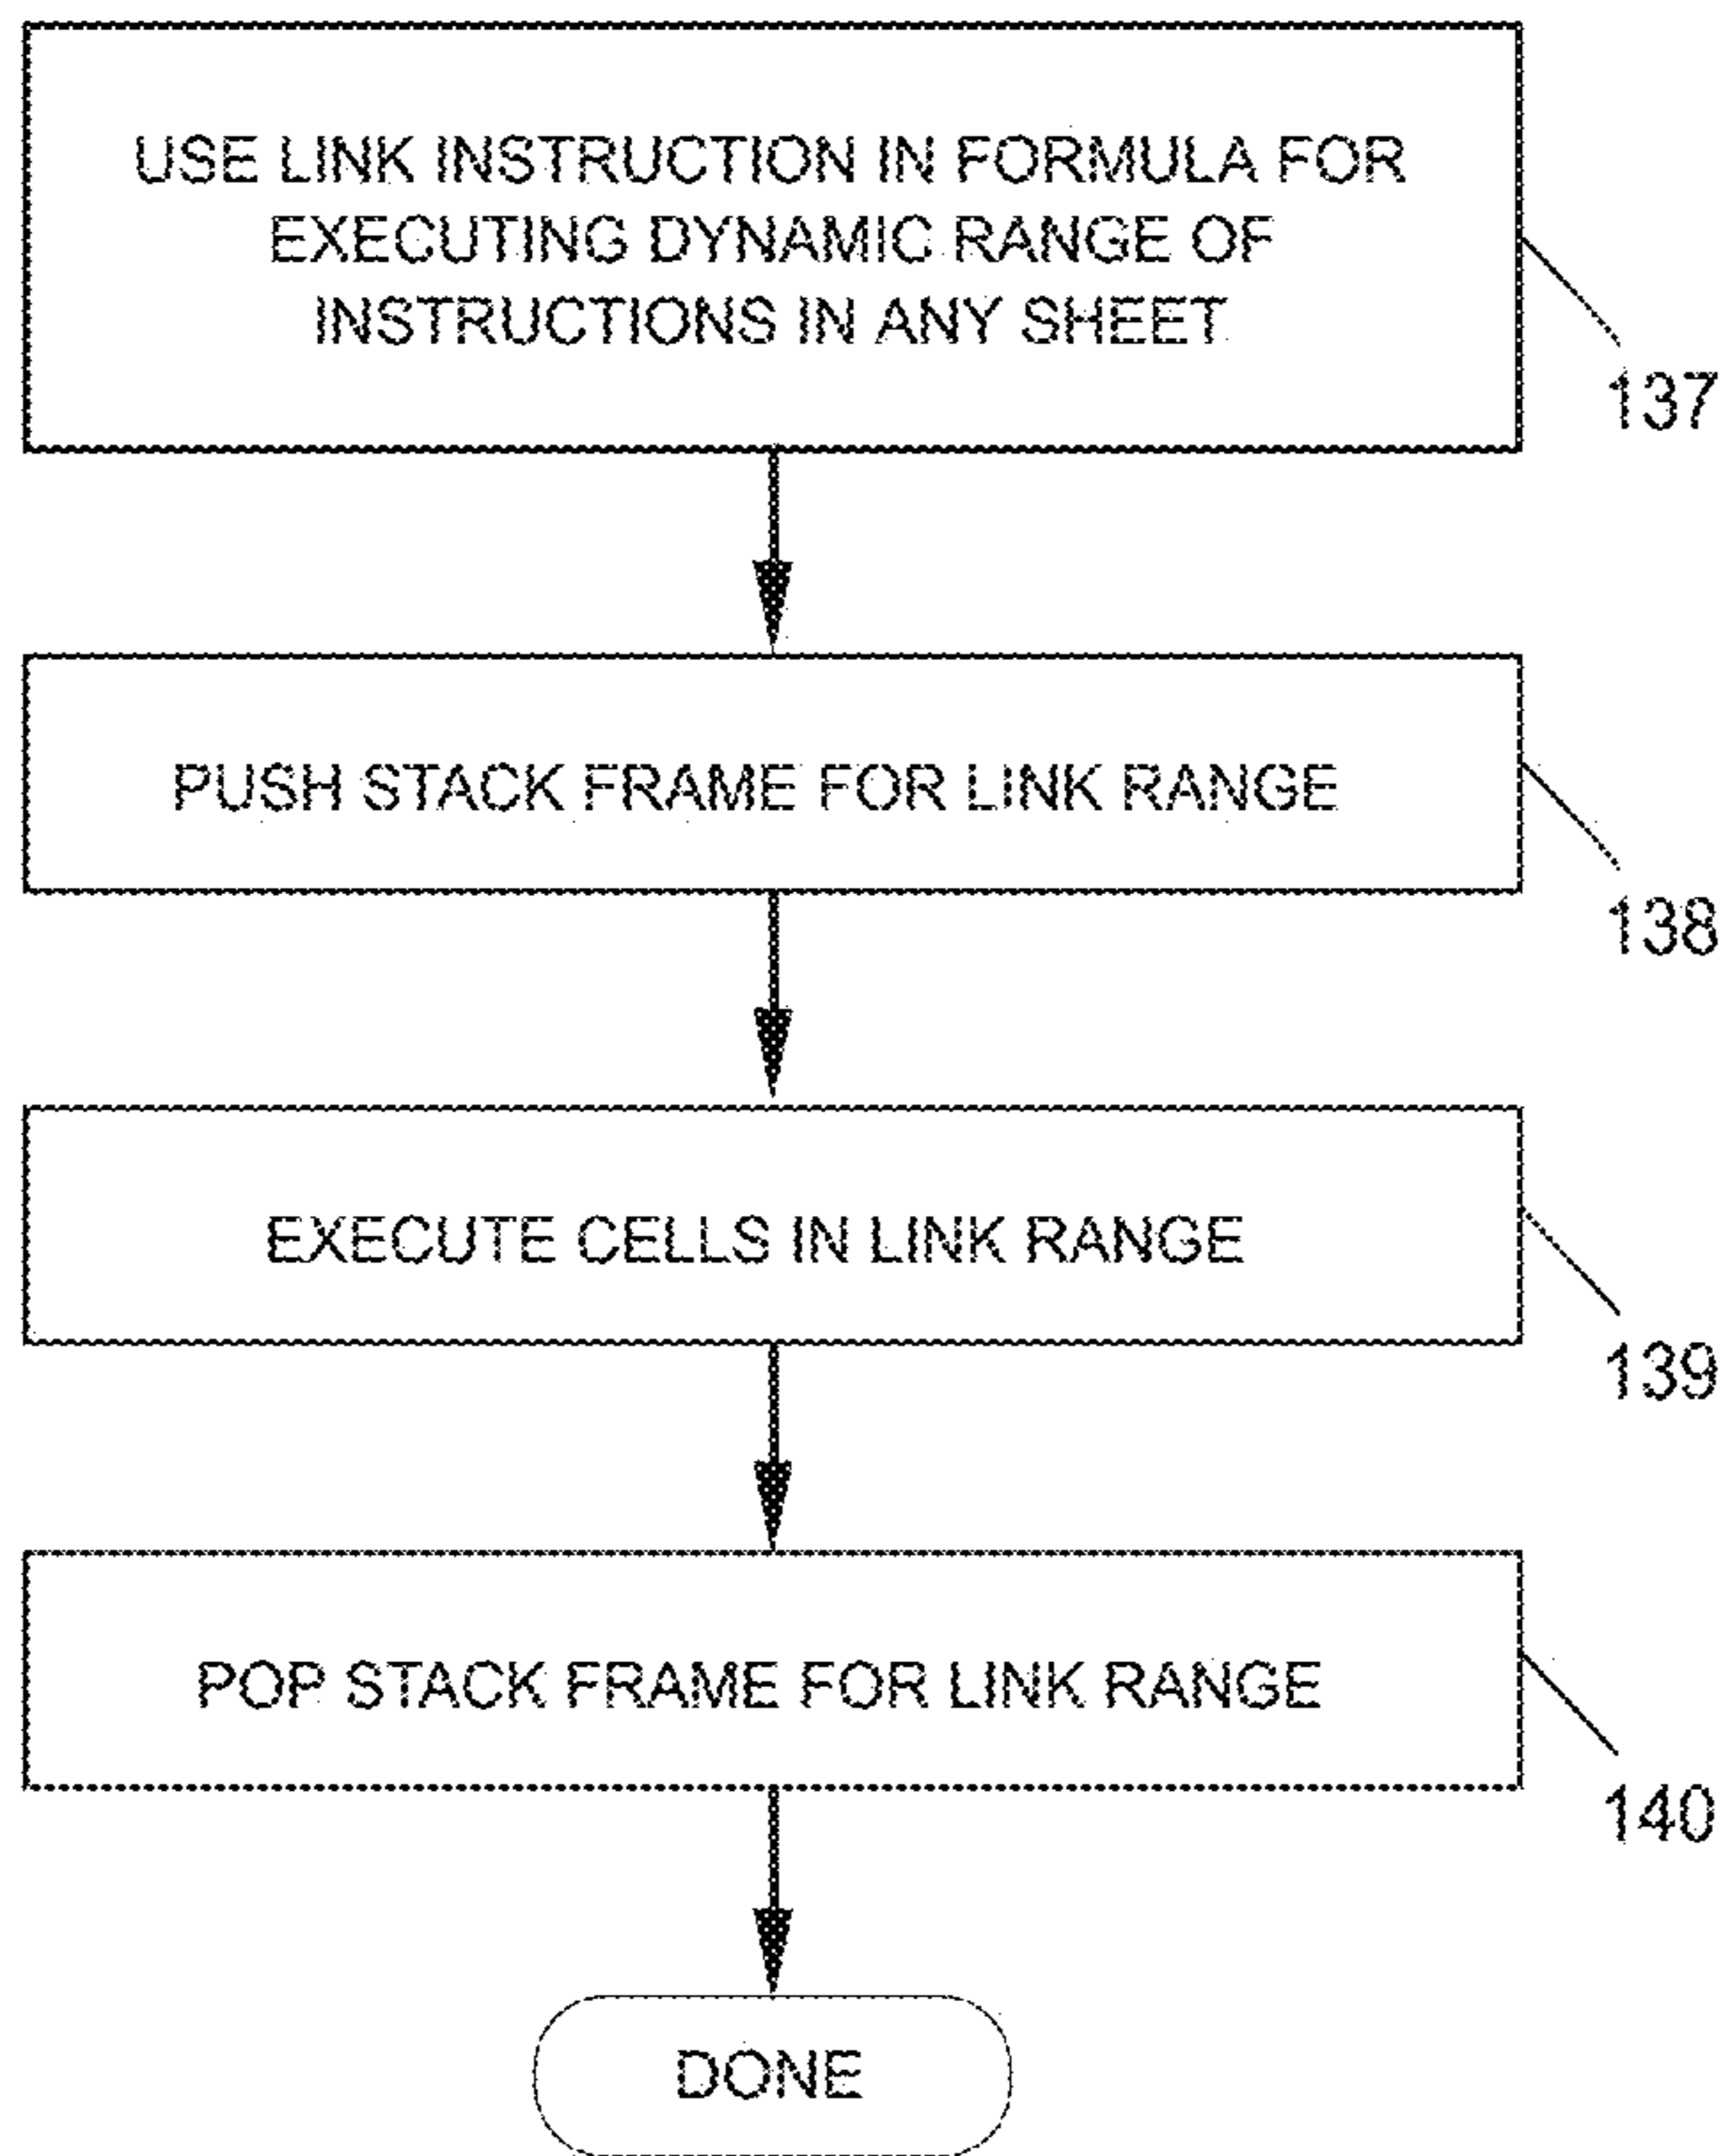 USE LINK INSTRUCTION IN FORMULA FOR
EXECUTING DYNAMIC RANGE OF
INSTRUCTIONS IN ANY SHEET
137
PUSH STACK FRAME FOR LINK RANGE
138
EXECUTE CELLS IN LINK RANGE
139
POP STACK FRAME FOR LINK RANGE
140
DONE